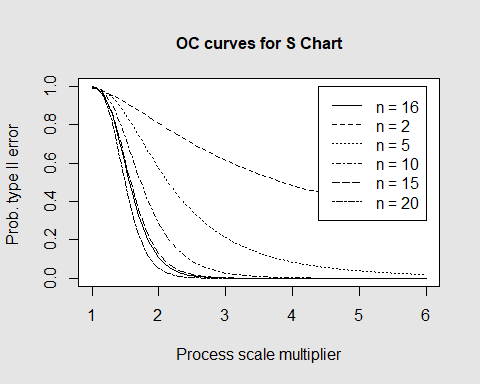 OC curves for S Chart
Prob. type II error
1.0
0.8
0.6
0.4
0.2
0.0
n = 16
n = 2
n = 5
n = 10
n = 15
n = 20
1 2 3 4 5 6
Process scale multiplier